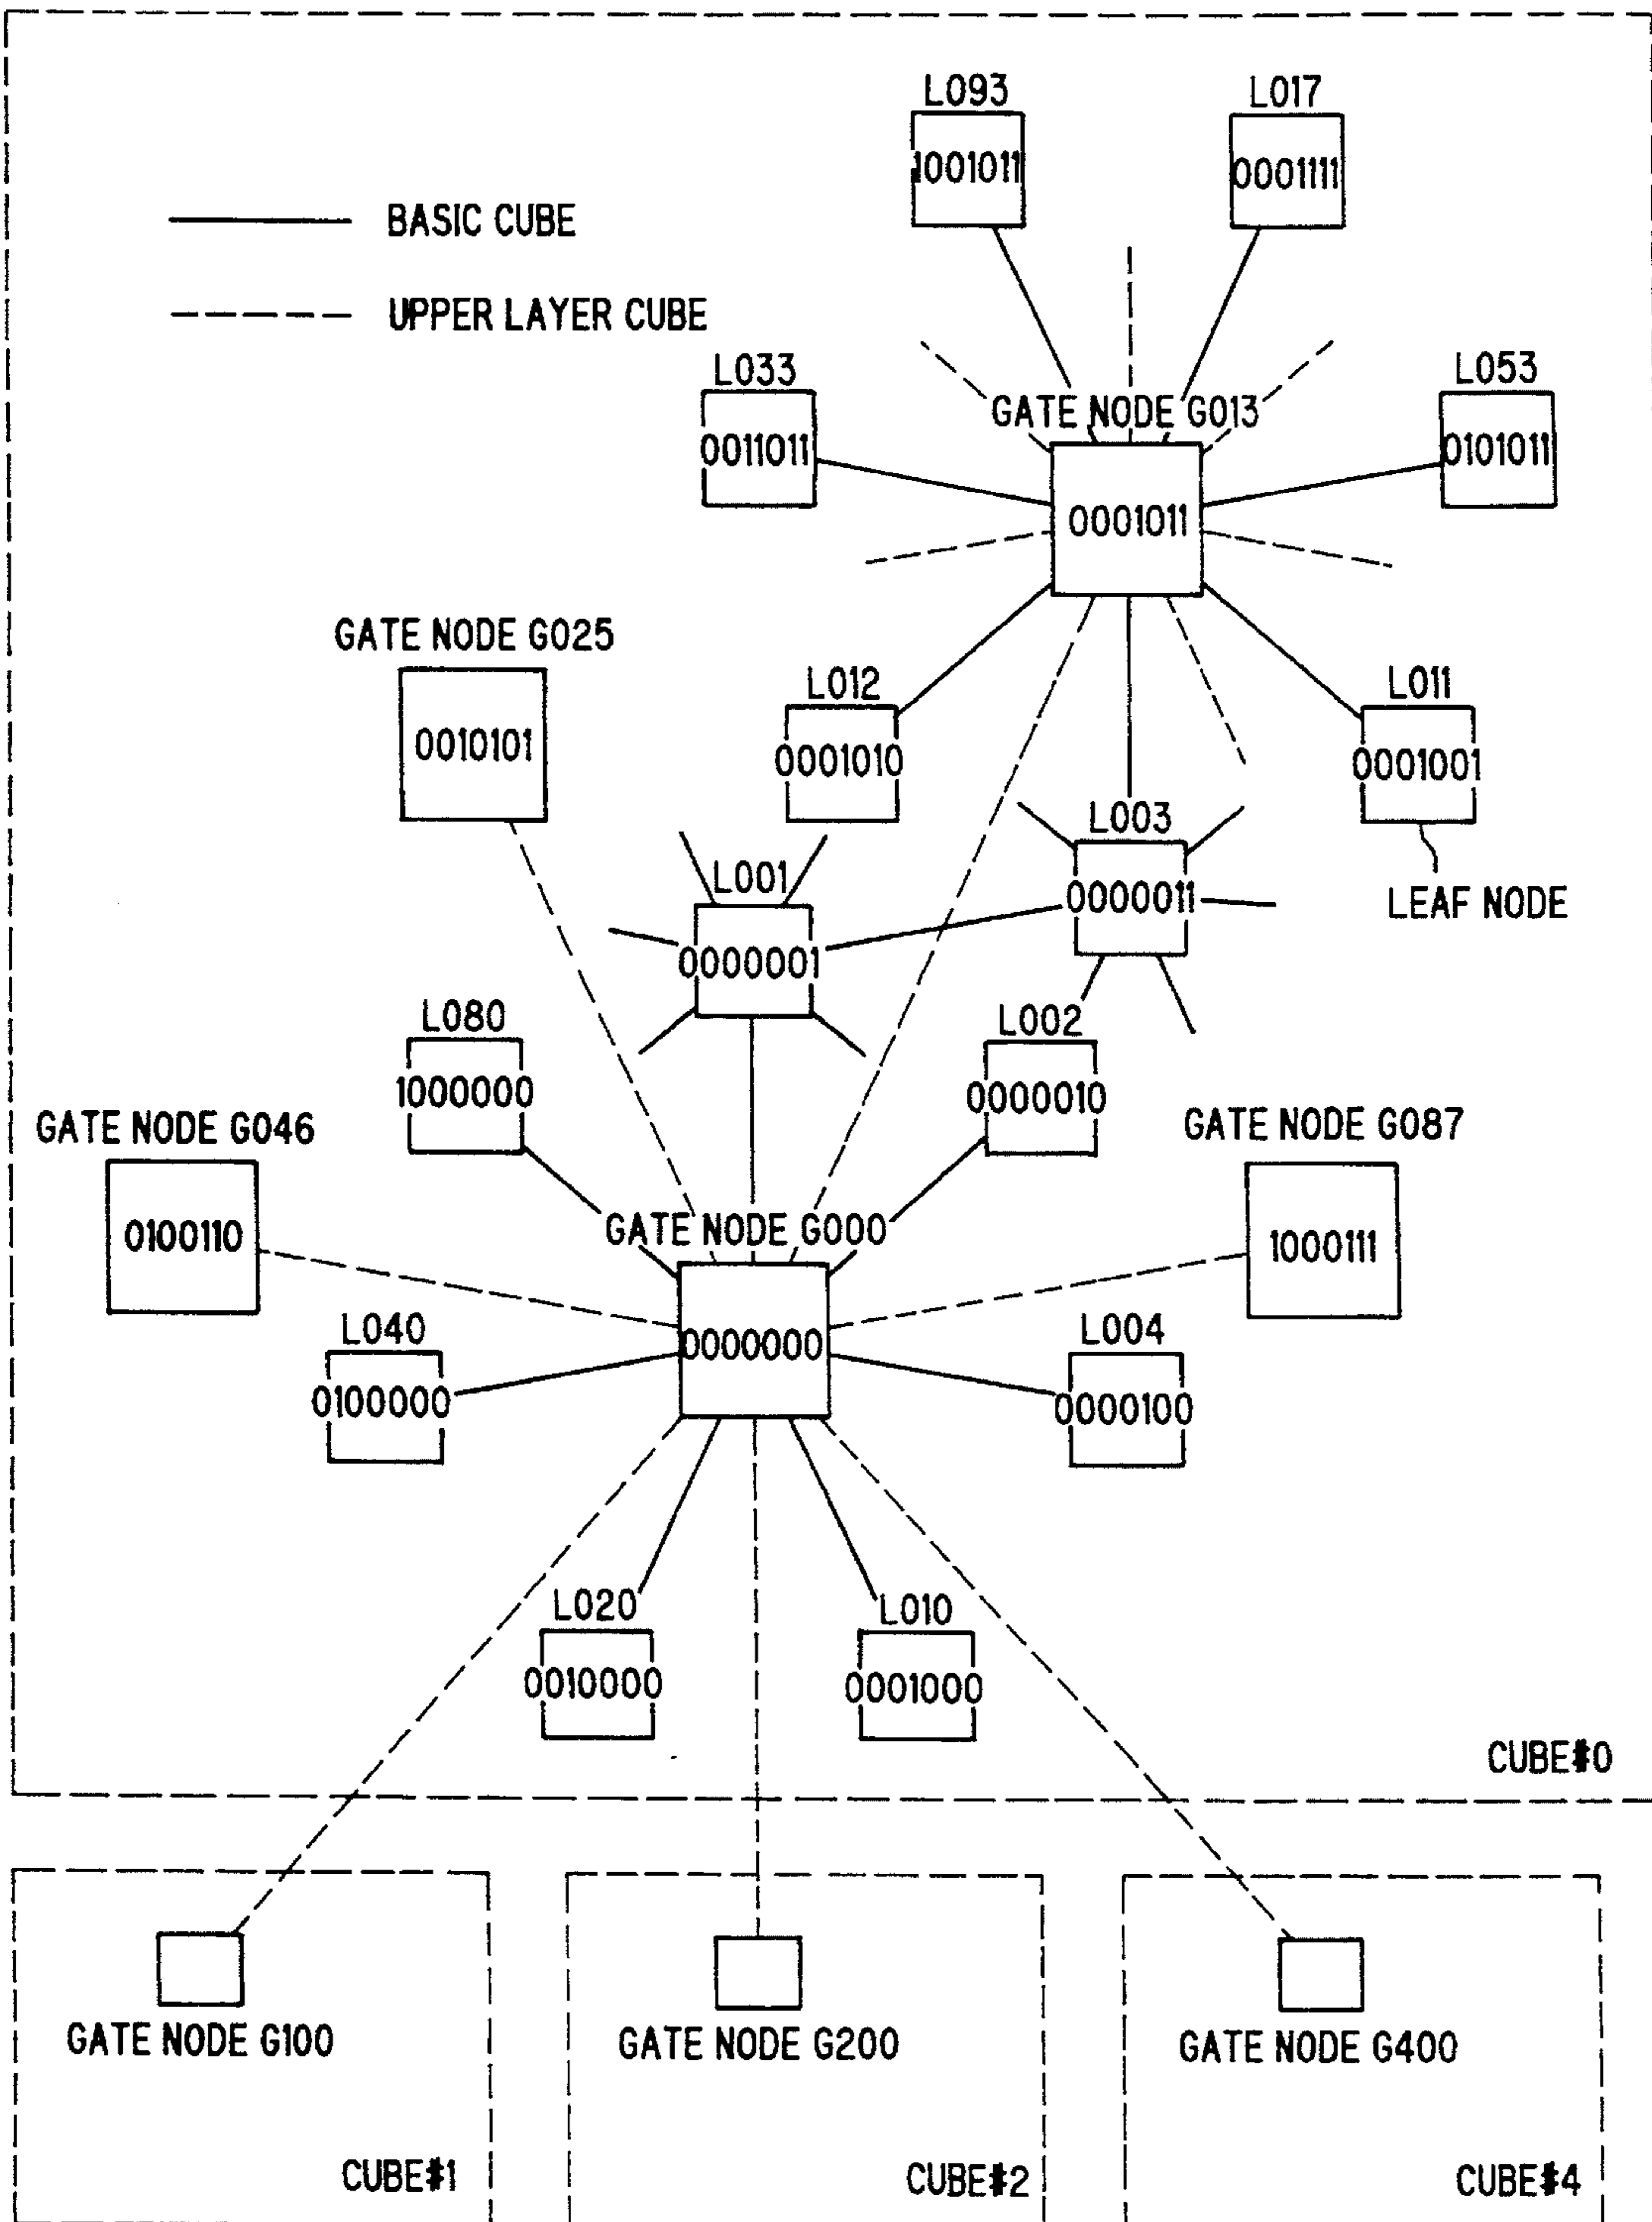 L093
L017
1001011
0001111
BASIC CUBE
UPPER LAYER CUBE
L033
L053
GATE NODE G013
0011011
0101011
0001011
GATE NODE G025
L012
L011
0010101
0001010
0001001
L003
L001
0000011
LEAF NODE
0000001
L080
L002
1000000
0000010
GATE NODE G046
GATE NODE G087
GATE NODE G000
0100110
1000111
L040
L004
0000000
0100000
0000100
L020
L010
0010000
0001000
CUBE#0
GATE NODE G100
GATE NODE G200
GATE NODE G400
CUBE#1
CUBE#2
CUBE#4